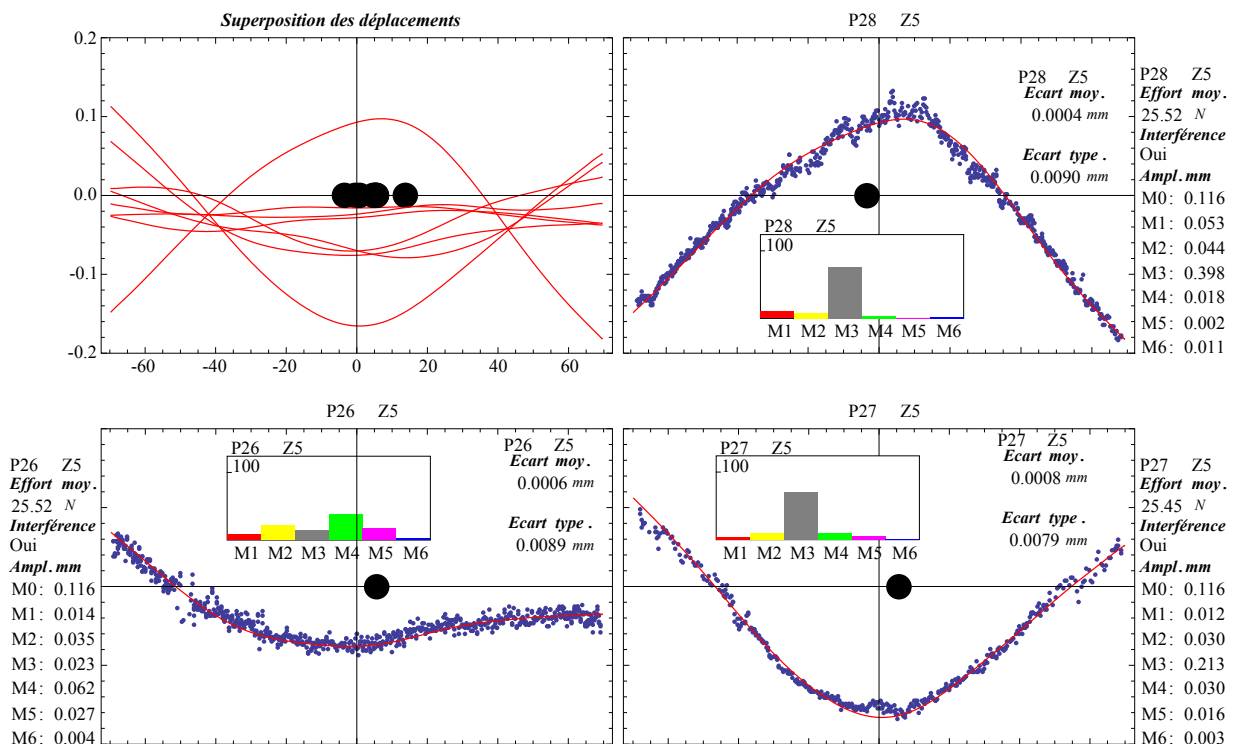 Superposition des déplacements
0.2
0.1
0.0
-0.1
-0.2
-60 -40 -20 0 20 40 60
P28 Z5
P28 Z5
Ecart moy.
0.0004 mm
Ecart type.
0.0090 mm
P28 Z5
100
M1 M2 M3 M4 M5 M6
P28 Z5
Effort moy.
25.52 N
Interférence
Oui
Ampl.mm
M0: 0.116
M1: 0.053
M2: 0.044
M3: 0.398
M4: 0.018
M5: 0.002
M6: 0.011
P26 Z5
P26 Z5
Effort moy.
25.52 N
Interférence
Oui
Ampl.mm
M0: 0.116
M1: 0.014
M2: 0.035
M3: 0.023
M4: 0.062
M5: 0.027
M6: 0.004
P26 Z5
100
M1 M2 M3 M4 M5 M6
P26 Z5
Ecart moy.
0.0006 mm
Ecart type.
0.0089 mm
P27 Z5
P27 Z5
100
M1 M2 M3 M4 M5 M6
P27 Z5
Ecart moy.
0.0008 mm
Ecart type.
0.0079 mm
P27 Z5
Effort moy.
25.45 N
Interférence
Oui
Ampl.mm
M0: 0.116
M1: 0.012
M2: 0.030
M3: 0.213
M4: 0.030
M5: 0.016
M6: 0.003